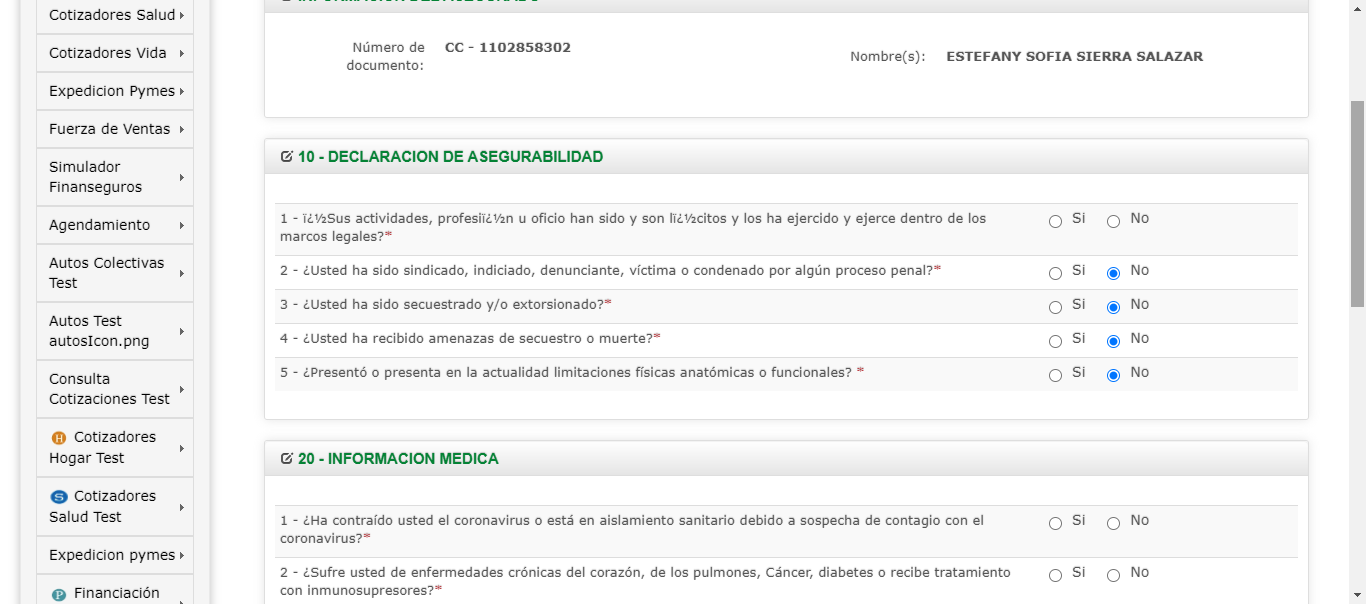 Cotizadores Salud
Cotizadores Vida
Expedicion Pymes
Fuerza de Ventas
Simulador
Finanseguros
Agendamiento
Autos Colectivas
Test
Autos Test
autosIcon.png
Consulta
Cotizaciones Test
H Cotizadores
Hogar Test
S Cotizadores
Salud Test
Expedicion pymes
P Financiación
Número de
documento:
CC - 1102858302
Nombre(s):
ESTEFANY SOFIA SIERRA SALAZAR
10 - DECLARACION DE ASEGURABILIDAD
1 - ï¿½Sus actividades, profesiï¿½n u oficio han sido y son lï¿½citos y los ha ejercido y ejerce dentro de los
marcos legales?*
Si No
2 - ¿Usted ha sido sindicado, indiciado, denunciante, víctima o condenado por algún proceso penal?*
Si No
3 - ¿Usted ha sido secuestrado y/o extorsionado?*
Si No
4 - ¿Usted ha recibido amenazas de secuestro o muerte?*
Si No
5 - ¿Presentó o presenta en la actualidad limitaciones físicas anatómicas o funcionales? *
Si No
20 - INFORMACION MEDICA
1 - ¿Ha contraído usted el coronavirus o está en aislamiento sanitario debido a sospecha de contagio con el
coronavirus?*
Si No
2 - ¿Sufre usted de enfermedades crónicas del corazón, de los pulmones, Cáncer, diabetes o recibe tratamiento
con inmunosupresores?*
Si No